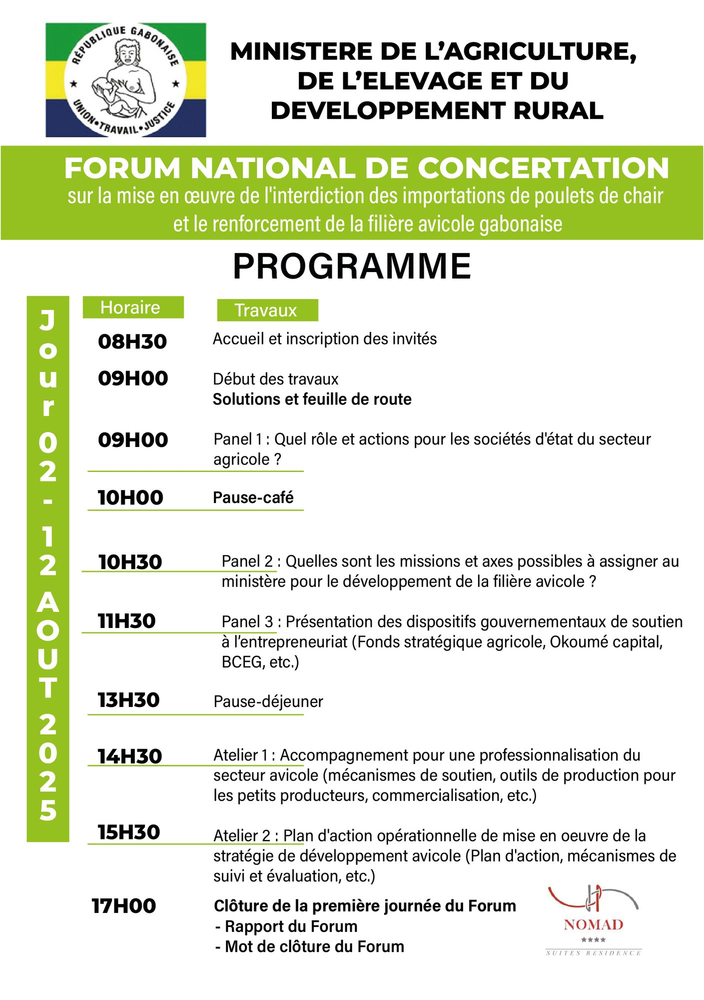 RÉPUBLIQUE GABONAISE
UNION • TRAVAIL • JUSTICE
MINISTERE DE L’AGRICULTURE,
DE L’ELEVAGE ET DU
DEVELOPPEMENT RURAL
FORUM NATIONAL DE CONCERTATION
sur la mise en œuvre de l'interdiction des importations de poulets de chair
et le renforcement de la filière avicole gabonaise
PROGRAMME
Jour 02 - 12 AOUT 2025
Horaire Travaux
08H30 Accueil et inscription des invités
09H00 Début des travaux
Solutions et feuille de route
09H00 Panel 1 : Quel rôle et actions pour les sociétés d'état du secteur
agricole ?
10H00 Pause-café
10H30 Panel 2 : Quelles sont les missions et axes possibles à assigner au
ministère pour le développement de la filière avicole ?
11H30 Panel 3 : Présentation des dispositifs gouvernementaux de soutien
à l’entrepreneuriat (Fonds stratégique agricole, Okoumé capital,
BCEG, etc.)
13H30 Pause-déjeuner
14H30 Atelier 1 : Accompagnement pour une professionnalisation du
secteur avicole (mécanismes de soutien, outils de production pour
les petits producteurs, commercialisation, etc.)
15H30 Atelier 2 : Plan d'action opérationnelle de mise en oeuvre de la
stratégie de développement avicole (Plan d'action, mécanismes de
suivi et évaluation, etc.)
17H00 Clôture de la première journée du Forum
- Rapport du Forum
- Mot de clôture du Forum
NOMAD
SUITES RESIDENCE